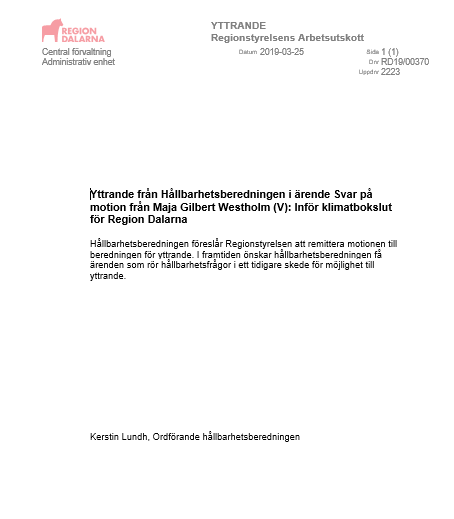 REGION
DALARNA
Central förvaltning
Administrativ enhet
YTTRANDE
Regionstyrelsens Arbetsutskott
Datum 2019-03-25
Sida 1 (1)
Dnr RD19/00370
Uppdnr 2223
Yttrande från Hållbarhetsberedningen i ärende Svar på
motion från Maja Gilbert Westholm (V): Inför klimatbokslut
för Region Dalarna
Hållbarhetsberedningen föreslår Regionstyrelsen att remittera motionen till
beredningen för yttrande. I framtiden önskar hållbarhetsberedningen få
ärenden som rör hållbarhetsfrågor i ett tidigare skede för möjlighet till
yttrande.
Kerstin Lundh, Ordförande hållbarhetsberedningen